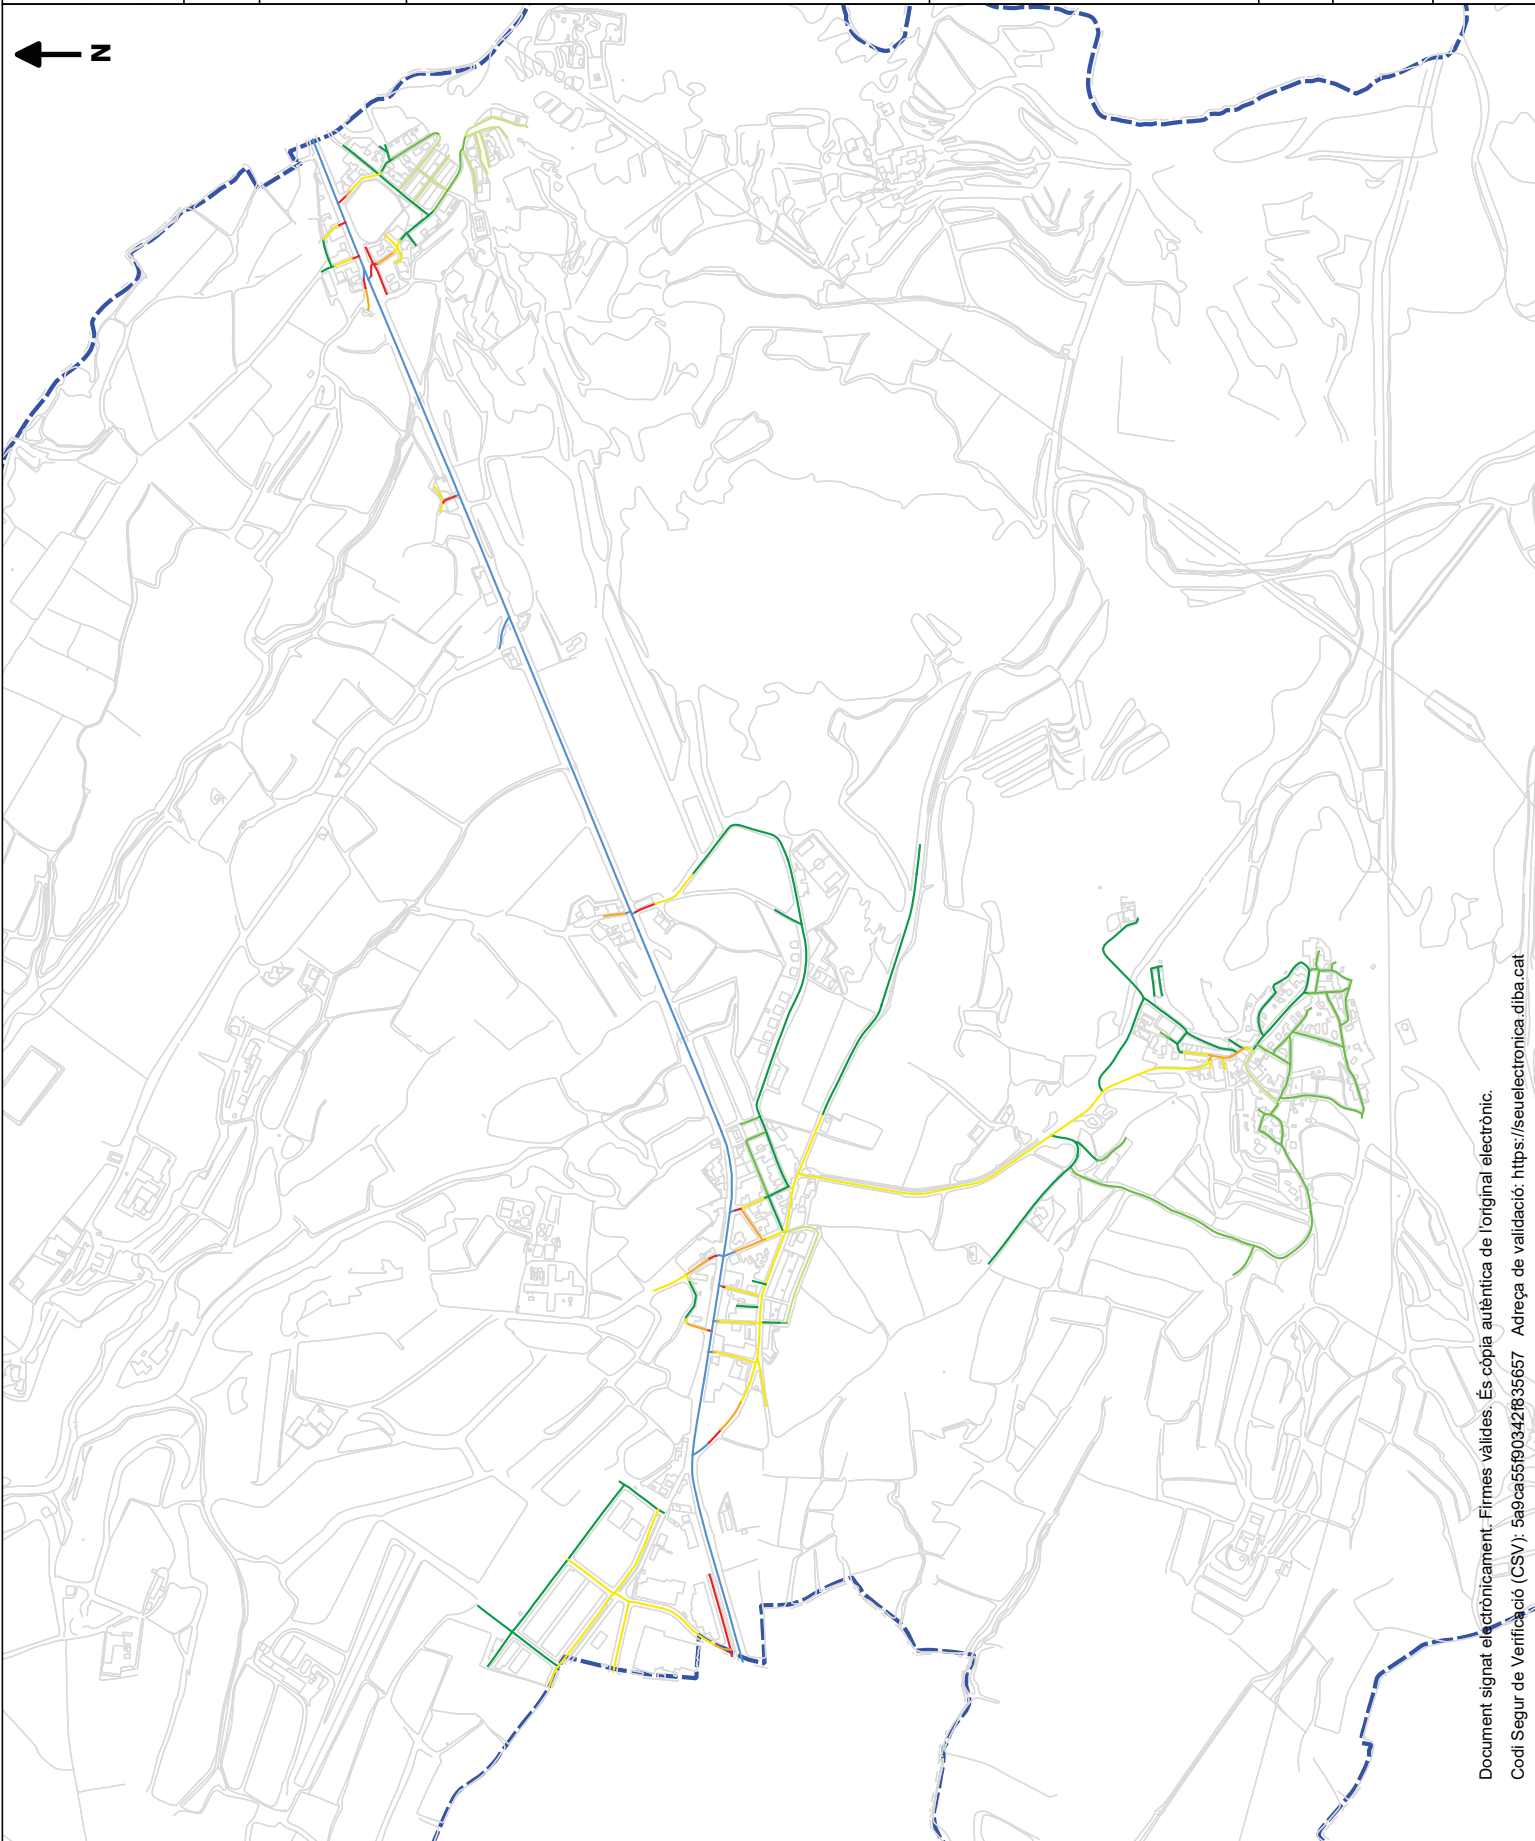 N
Document signat electrònicament. Firmes vàlides. És còpia autèntica de l'original electrònic.
Codi Segur de Verificació (CSV): 5a9ca55f90342f835657 Adreça de validació: https://seuelectronica.diba.cat